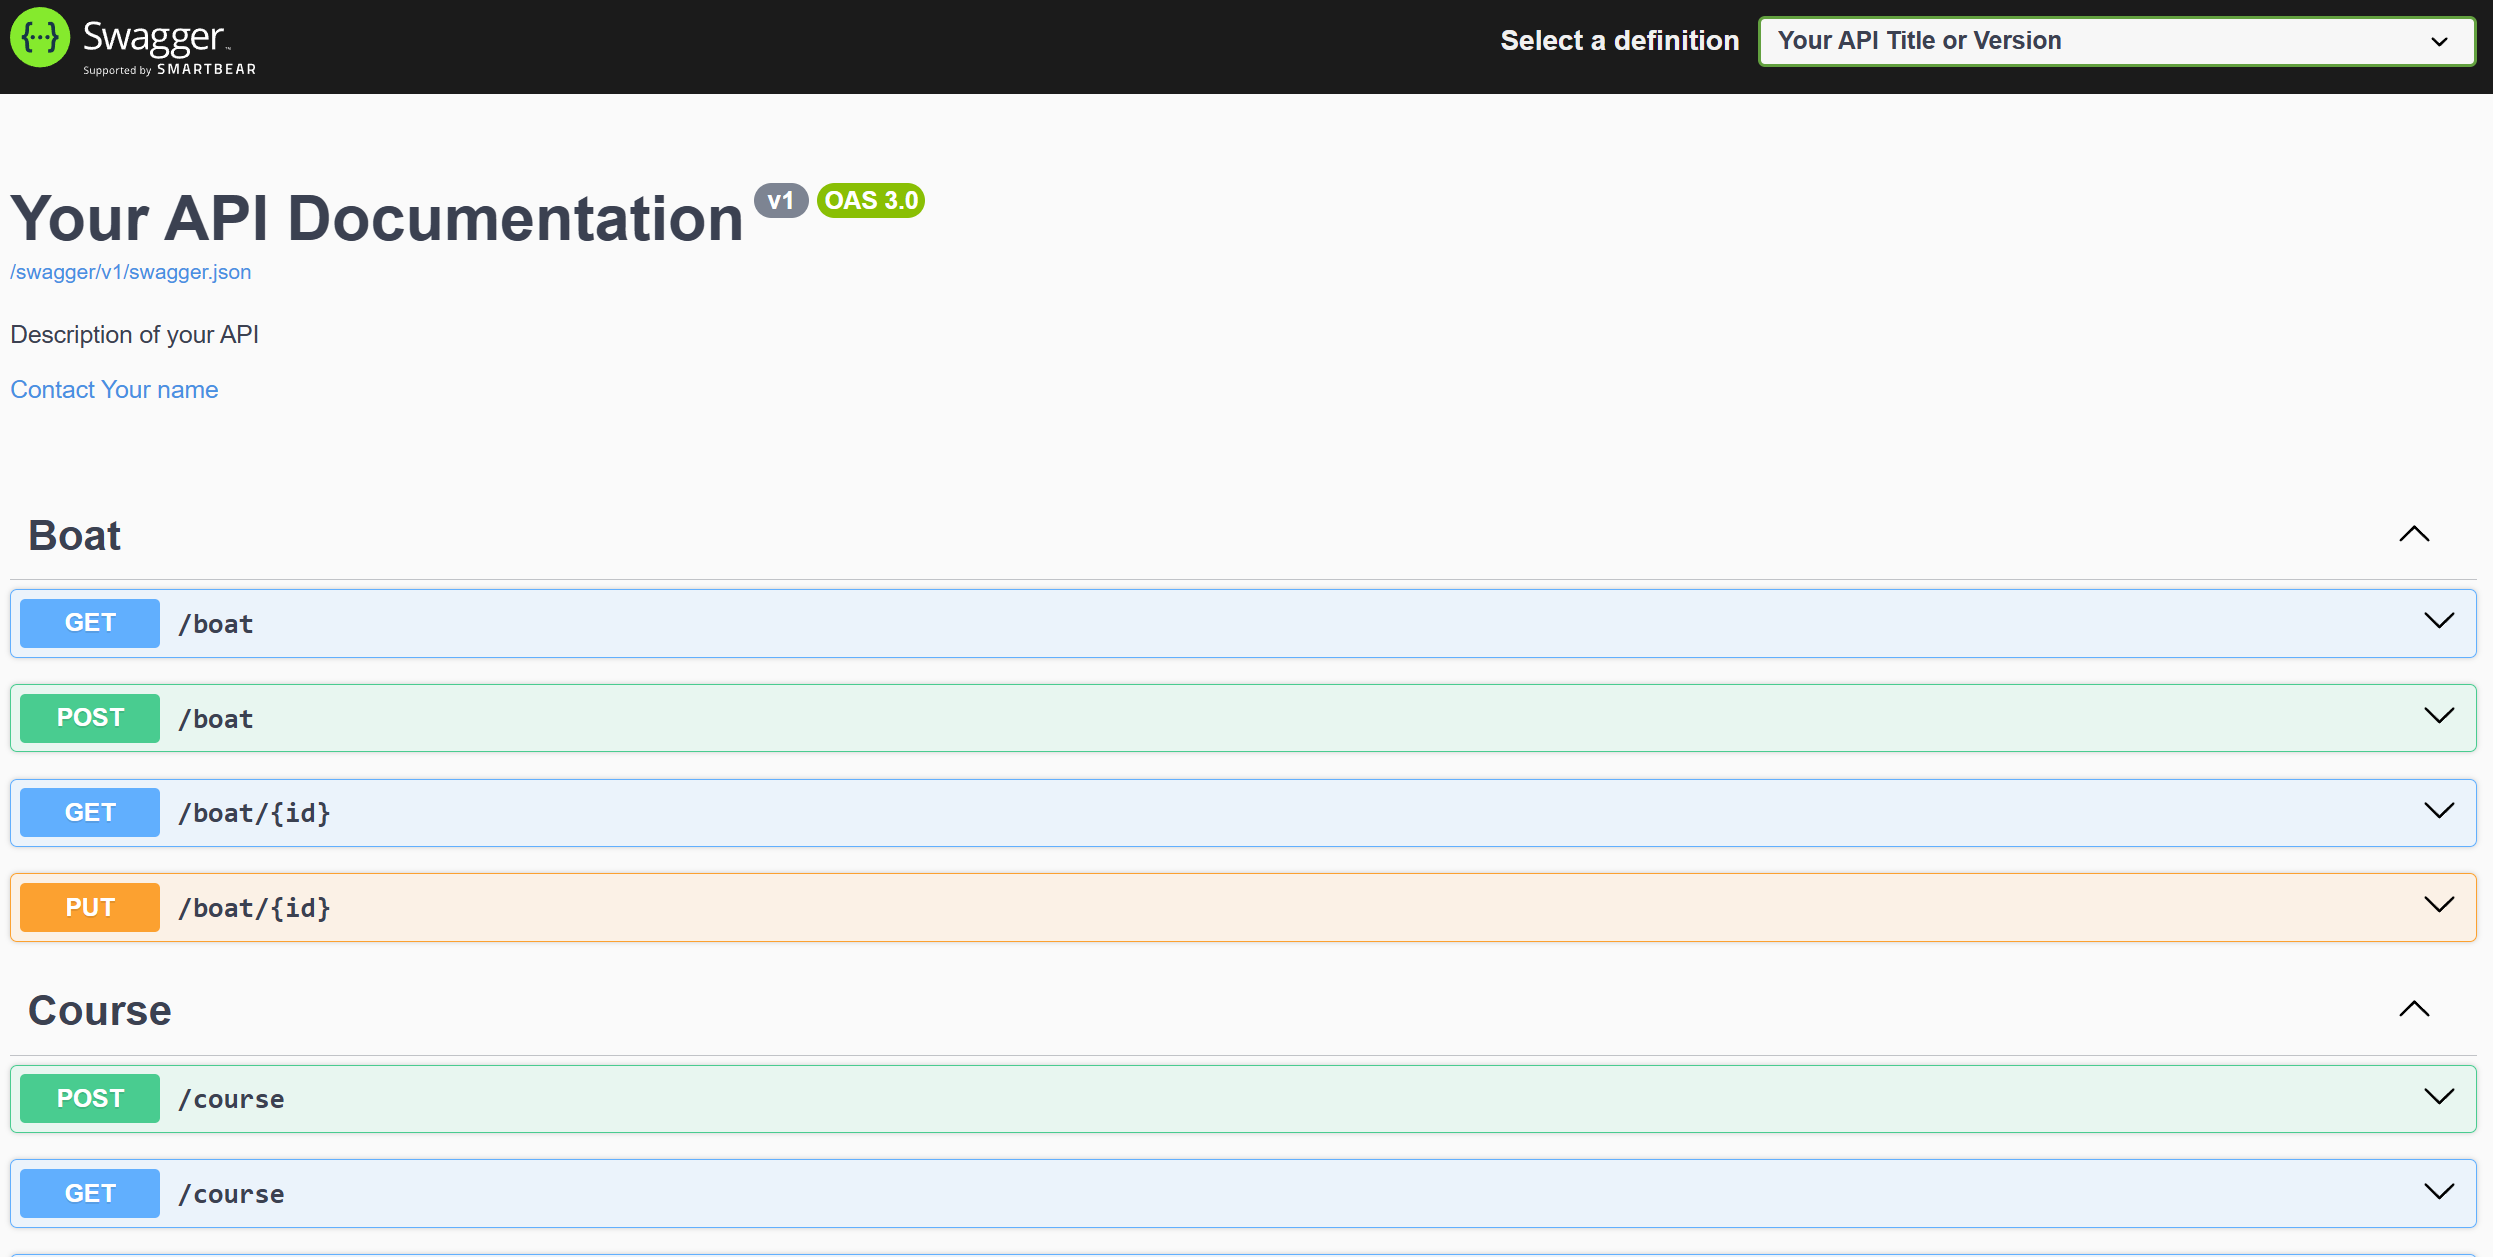 Swagger™
Supported by SMARTBEAR
Select a definition
Your API Title or Version
Your API Documentation v1 OAS 3.0
/swagger/v1/swagger.json
Description of your API
Contact Your name
Boat
GET /boat
POST /boat
GET /boat/{id}
PUT /boat/{id}
Course
POST /course
GET /course